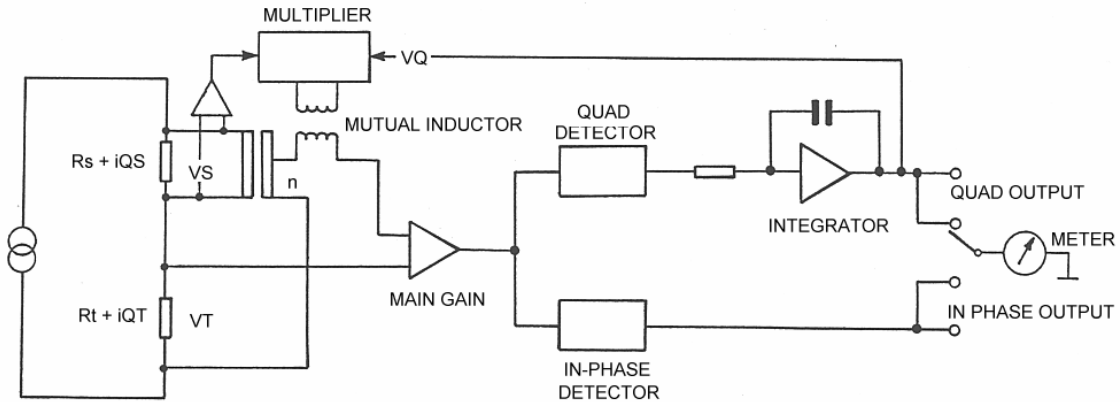 MULTIPLIER
VQ
MUTUAL INDUCTOR
QUAD
DETECTOR
Rs + iQS
VS
n
INTEGRATOR
QUAD OUTPUT
METER
MAIN GAIN
Rt + iQT
VT
IN PHASE OUTPUT
IN-PHASE
DETECTOR